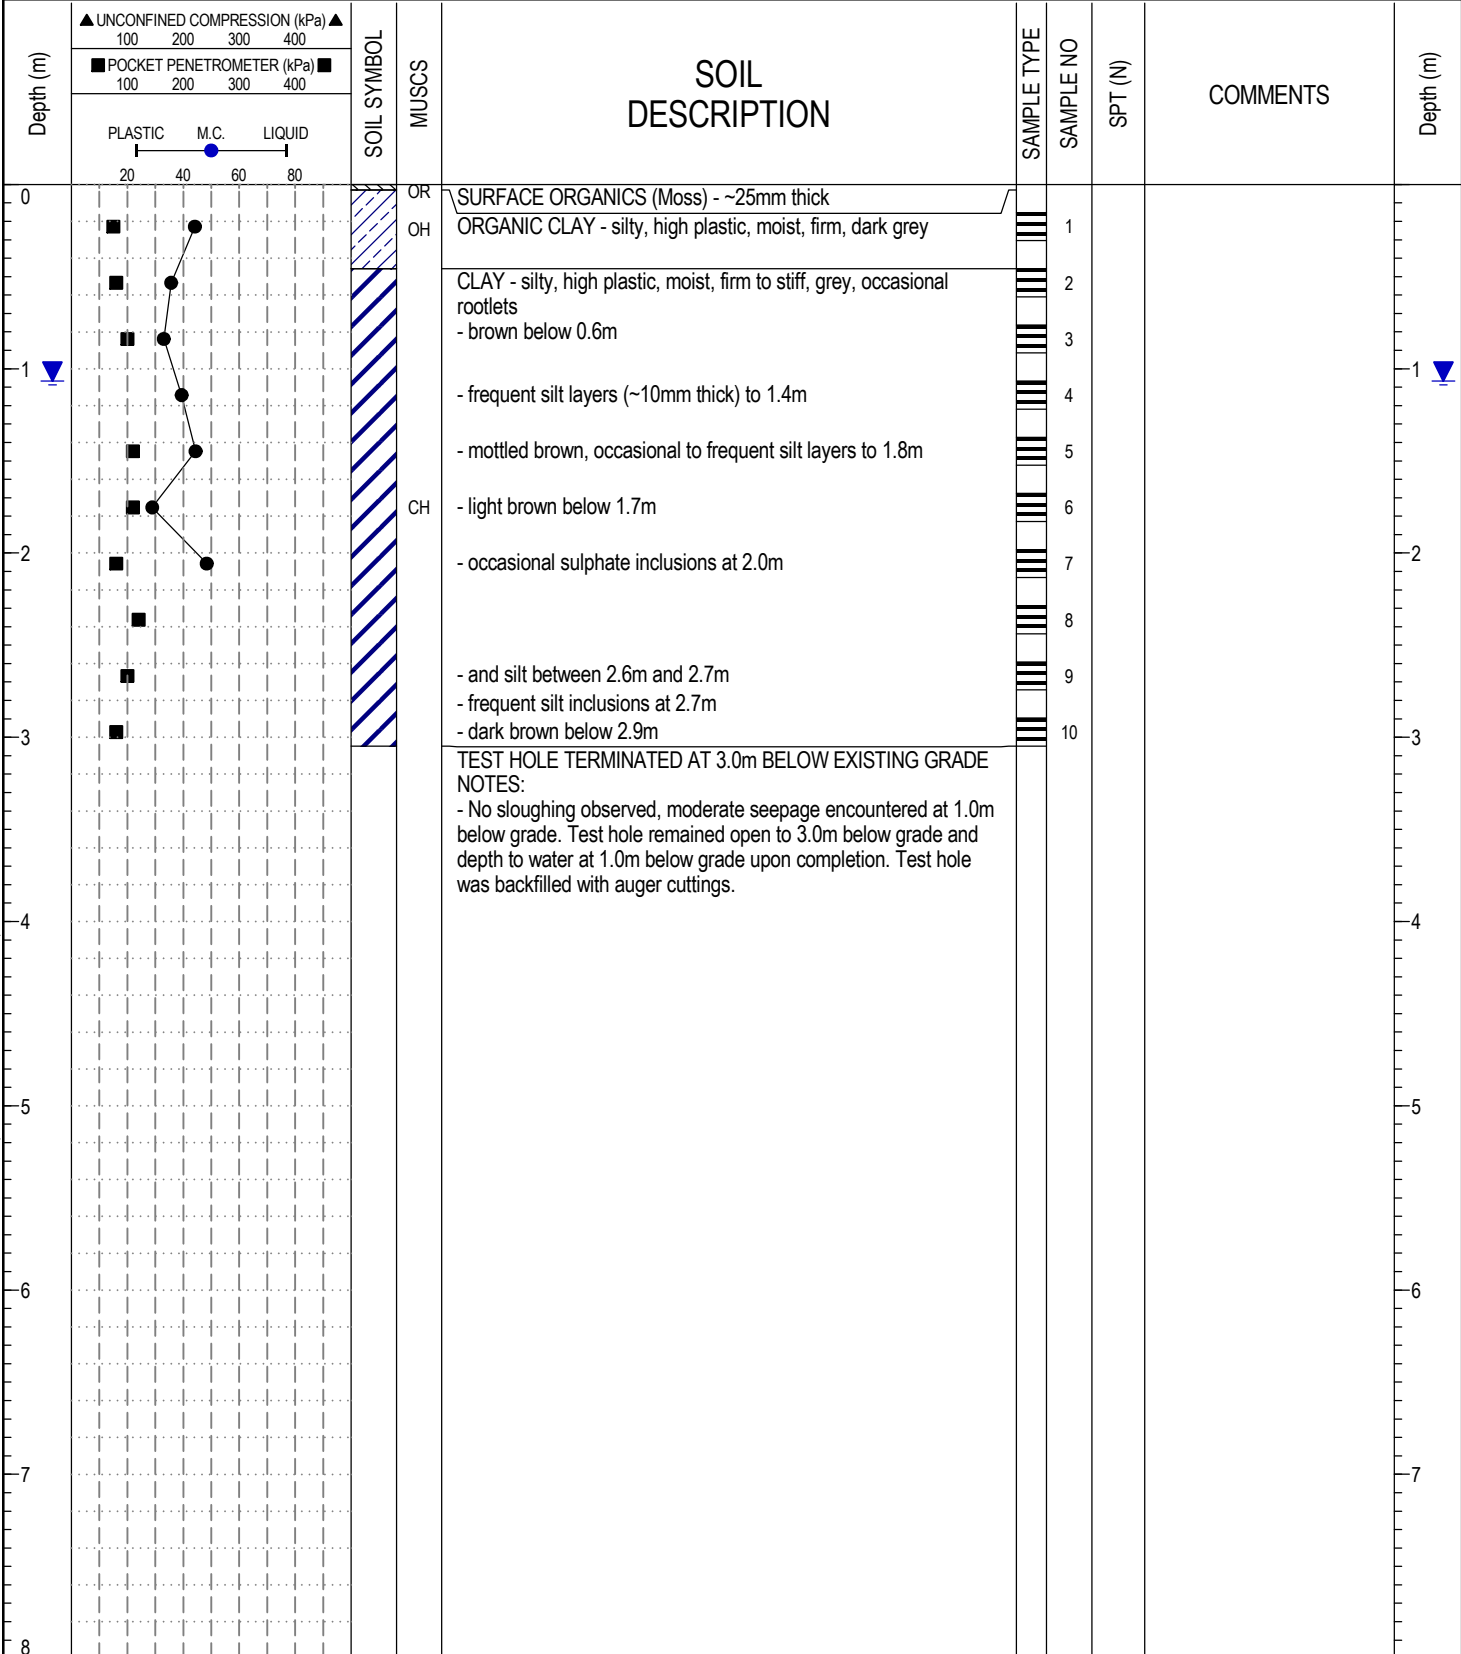 Depth (m)
▲ UNCONFINED COMPRESSION (kPa) ▲
100 200 300 400
■ POCKET PENETROMETER (kPa) ■
100 200 300 400
PLASTIC M.C. LIQUID
20 40 60 80
SOIL SYMBOL
MUSCS
SOIL
DESCRIPTION
SAMPLE TYPE
SAMPLE NO
SPT (N)
COMMENTS
Depth (m)
0
OR
SURFACE ORGANICS (Moss) - ~25mm thick
OH
ORGANIC CLAY - silty, high plastic, moist, firm, dark grey
1
CLAY - silty, high plastic, moist, firm to stiff, grey, occasional
rootlets
2
- brown below 0.6m
3
1
1
- frequent silt layers (~10mm thick) to 1.4m
4
- mottled brown, occasional to frequent silt layers to 1.8m
5
CH
- light brown below 1.7m
6
2
- occasional sulphate inclusions at 2.0m
7
2
8
- and silt between 2.6m and 2.7m
9
- frequent silt inclusions at 2.7m
- dark brown below 2.9m
10
3
3
TEST HOLE TERMINATED AT 3.0m BELOW EXISTING GRADE
NOTES:
- No sloughing observed, moderate seepage encountered at 1.0m
below grade. Test hole remained open to 3.0m below grade and
depth to water at 1.0m below grade upon completion. Test hole
was backfilled with auger cuttings.
4
4
5
5
6
6
7
7
8